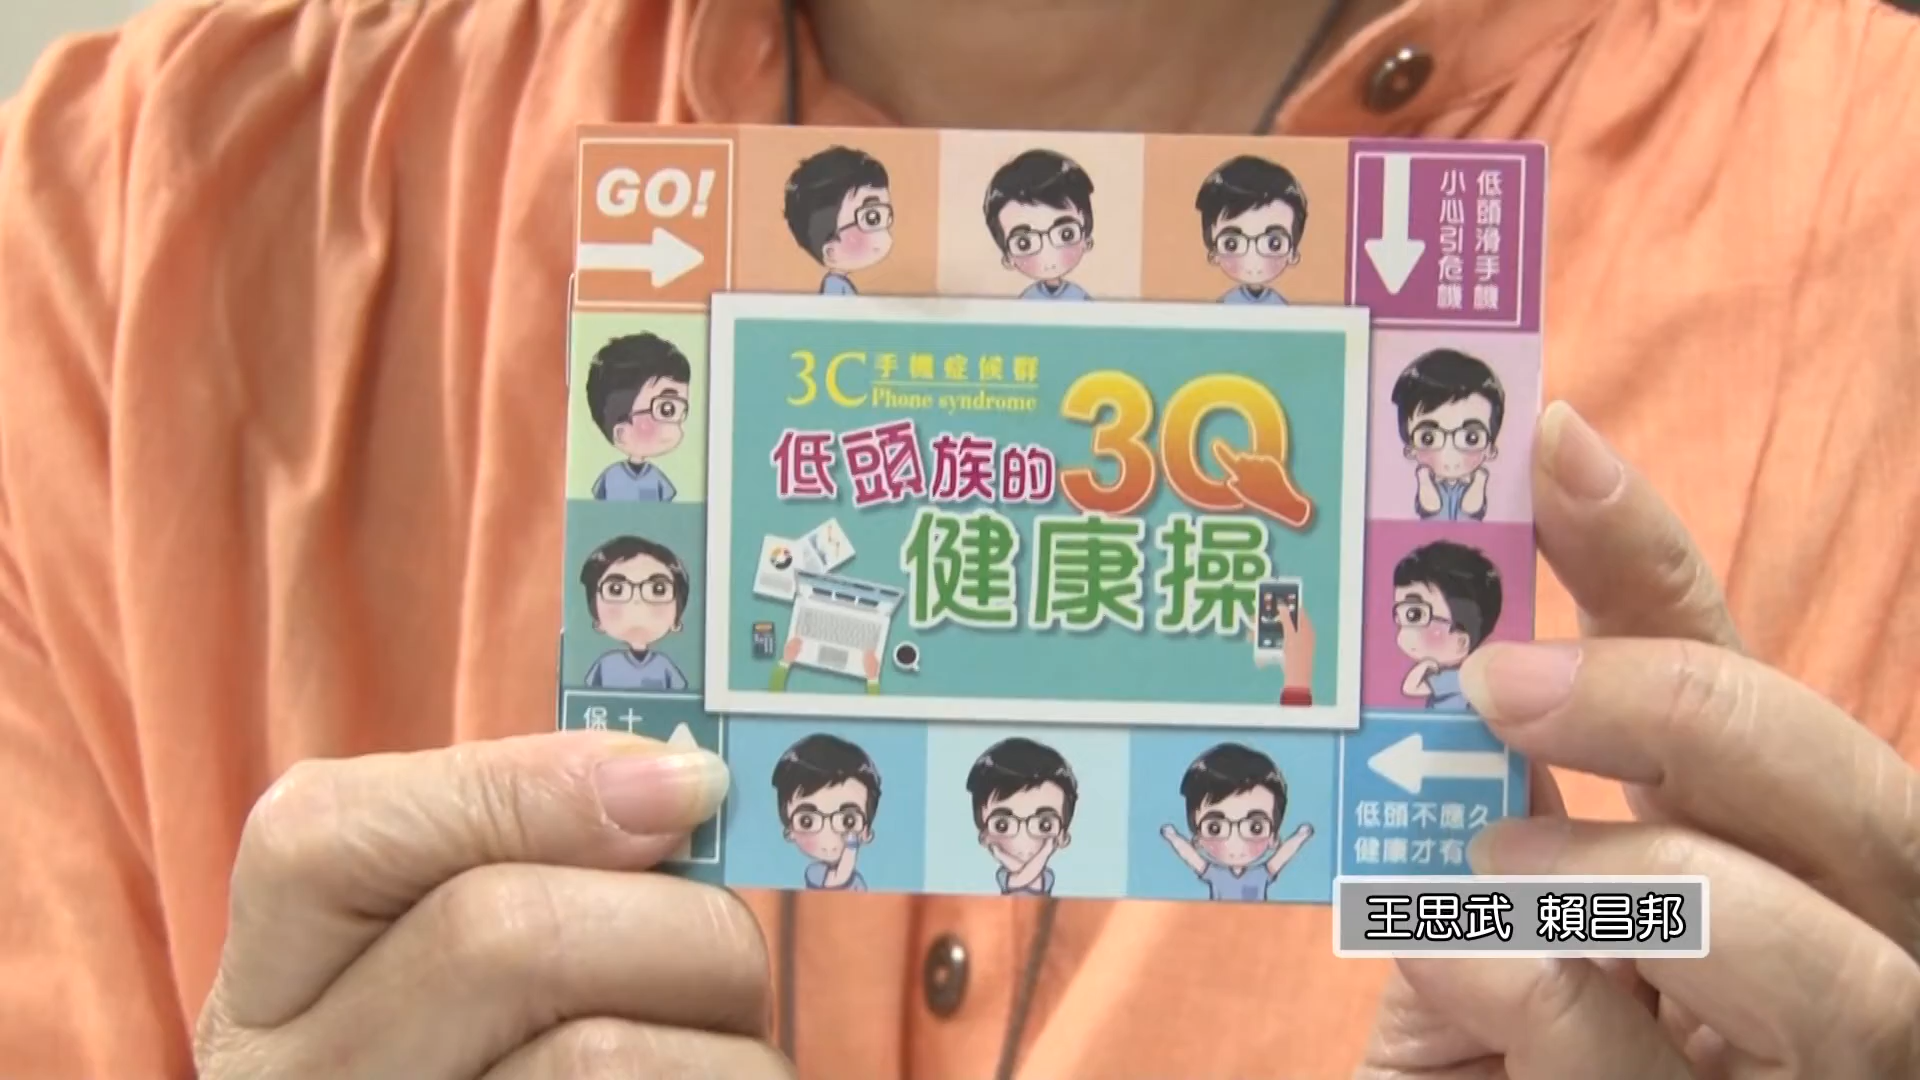 GO!
低頭滑手機
小心引危機
3C手機症候群
Phone syndrome
低頭族的3Q
健康操
保 士
低頭不應久
健康才有
王思武 賴昌邦